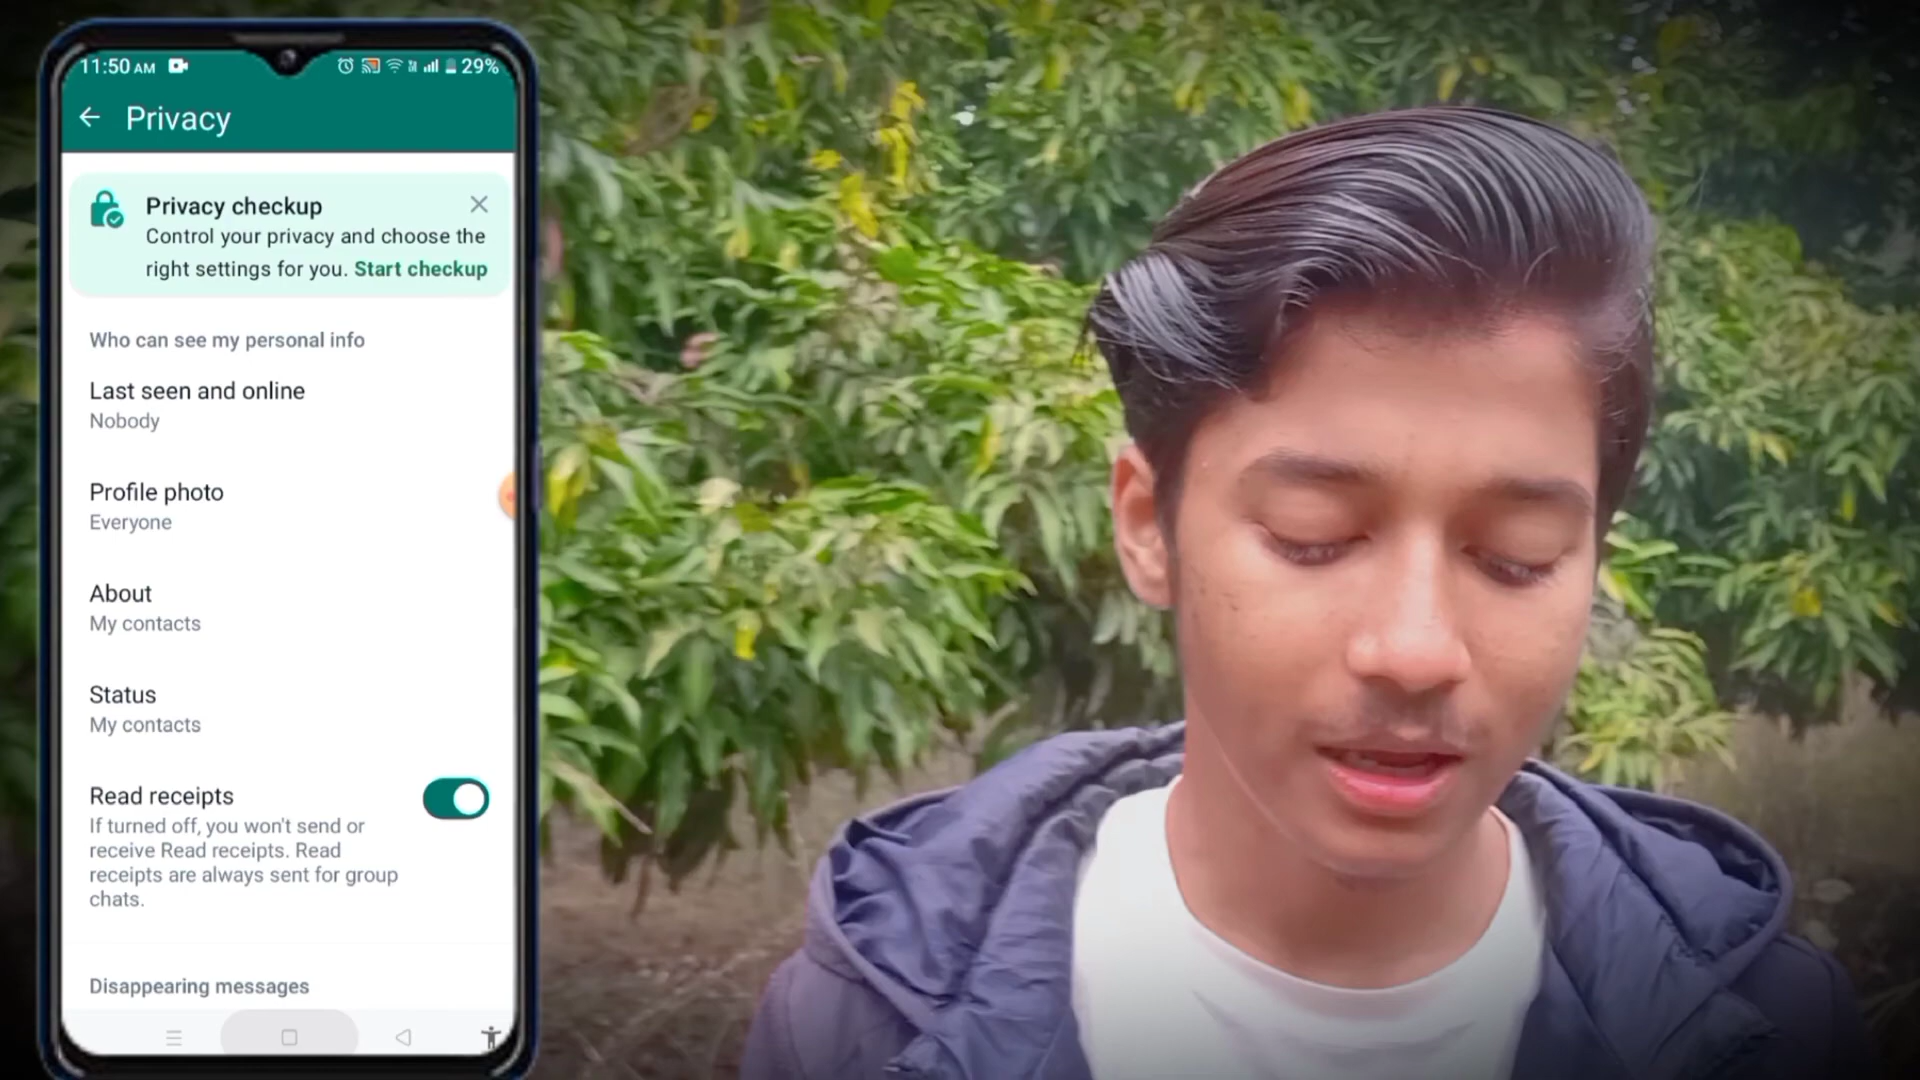 11:50 AM 29%
Privacy
Privacy checkup
Control your privacy and choose the
right settings for you. Start checkup
Who can see my personal info
Last seen and online
Nobody
Profile photo
Everyone
About
My contacts
Status
My contacts
Read receipts
If turned off, you won't send or
receive Read receipts. Read
receipts are always sent for group
chats.
Disappearing messages